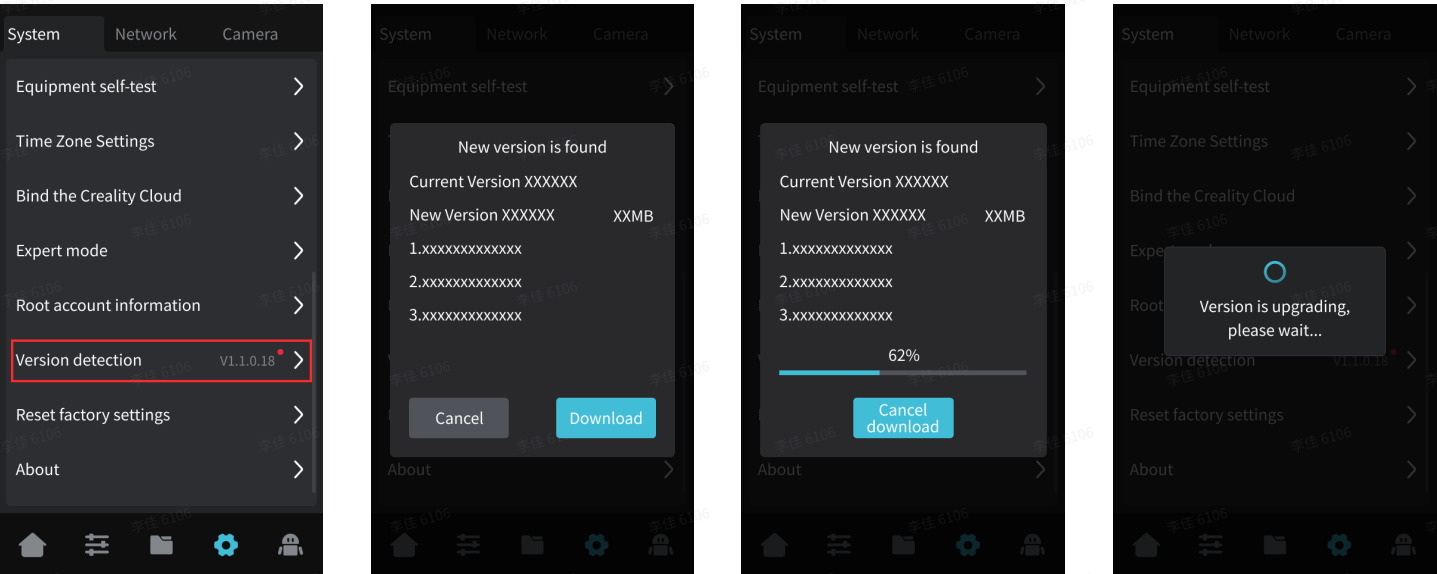 System Network Camera
Equipment self-test
Time Zone Settings
Bind the Creality Cloud
Expert mode
Root account information
Version detection V1.1.0.18
Reset factory settings
About
System Network Camera
Equipment self-test
New version is found
Current Version XXXXXX
New Version XXXXXX XXMB
1.xxxxxxxxxxxxx
2.xxxxxxxxxxxxx
3.xxxxxxxxxxxxx
Cancel Download
About
System Network Camera
Equipment self-test
New version is found
Current Version XXXXXX
New Version XXXXXX XXMB
1.xxxxxxxxxxxxx
2.xxxxxxxxxxxxx
3.xxxxxxxxxxxxx
62%
Cancel
download
About
System Network Camera
Equipment self-test
Time Zone Settings
Bind the Creality Cloud
Root
Version is upgrading,
please wait...
Version detection V1.1.0.18
Reset factory settings
About
李佳 6106